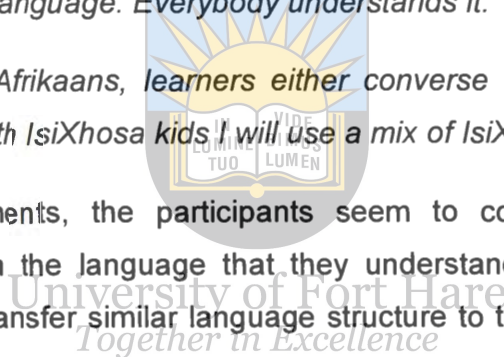 anguage. Everybody understands it.
Afrikaans, learners either converse
th IsiXhosa kids I will use a mix of IsiX
IN VIDE
LUMINE BIMUS
TUO LUMEN
ments, the participants seem to co
the language that they understand
University of Fort Hare
ansfer similar language structure to t
Together in Excellence